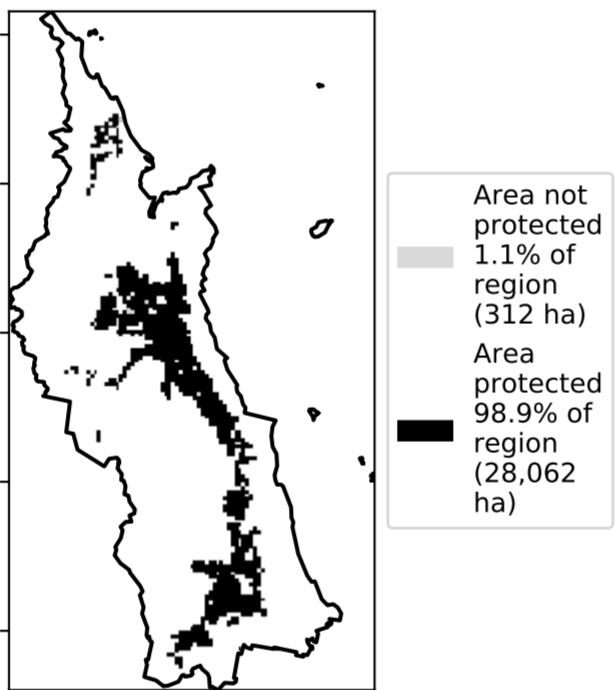 Area not
protected
1.1% of
region
(312 ha)
Area
protected
98.9% of
region
(28,062
ha)